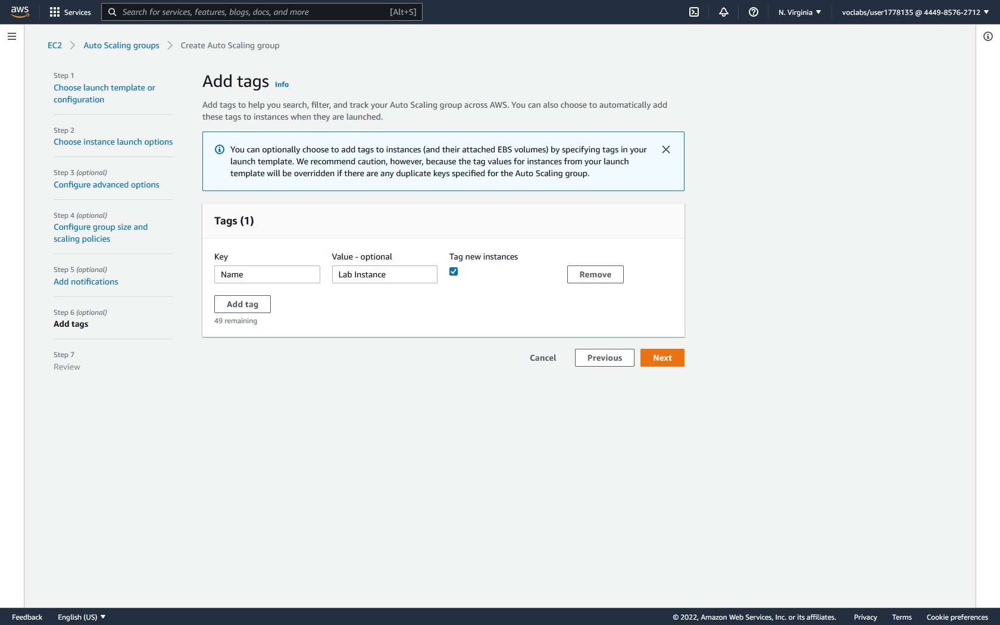 aws
Services
Search for services, features, blogs, docs, and more
[Alt+S]
N. Virginia
voclabs/user1778135 @ 4449-8576-2712
EC2
Auto Scaling groups
Create Auto Scaling group
Step 1
Choose launch template or
configuration
Step 2
Choose instance launch options
Step 3 (optional)
Configure advanced options
Step 4 (optional)
Configure group size and
scaling policies
Step 5 (optional)
Add notifications
Step 6 (optional)
Add tags
Step 7
Review
Add tags Info
Add tags to help you search, filter, and track your Auto Scaling group across AWS. You can also choose to automatically add
these tags to instances when they are launched.
You can optionally choose to add tags to instances (and their attached EBS volumes) by specifying tags in your
launch template. We recommend caution, however, because the tag values for instances from your launch
template will be overridden if there are any duplicate keys specified for the Auto Scaling group.
Tags (1)
Key
Value - optional
Tag new instances
Name
Lab Instance
Remove
Add tag
49 remaining
Cancel
Previous
Next
Feedback
English (US)
© 2022, Amazon Web Services, Inc. or its affiliates.
Privacy
Terms
Cookie preferences